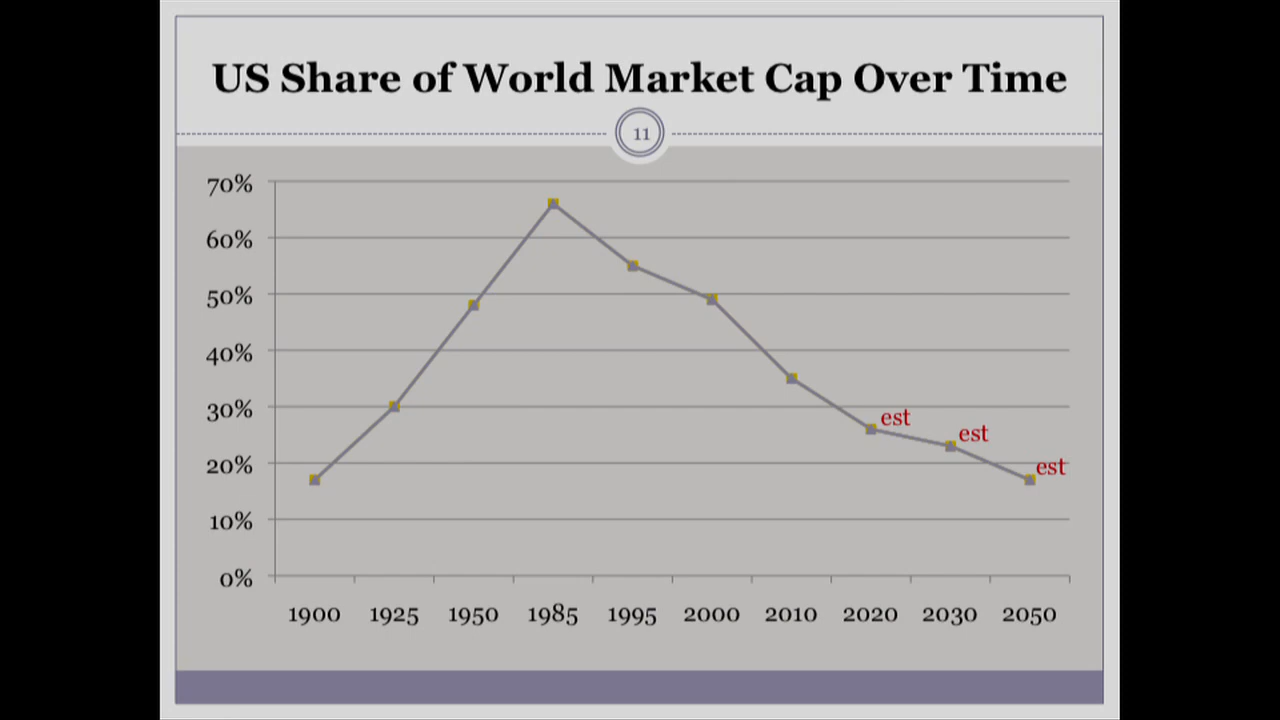 US Share of World Market Cap Over Time
11
70%
60%
50%
40%
30%
20%
10%
0%
est
est
est
1900 1925 1950 1985 1995 2000 2010 2020 2030 2050